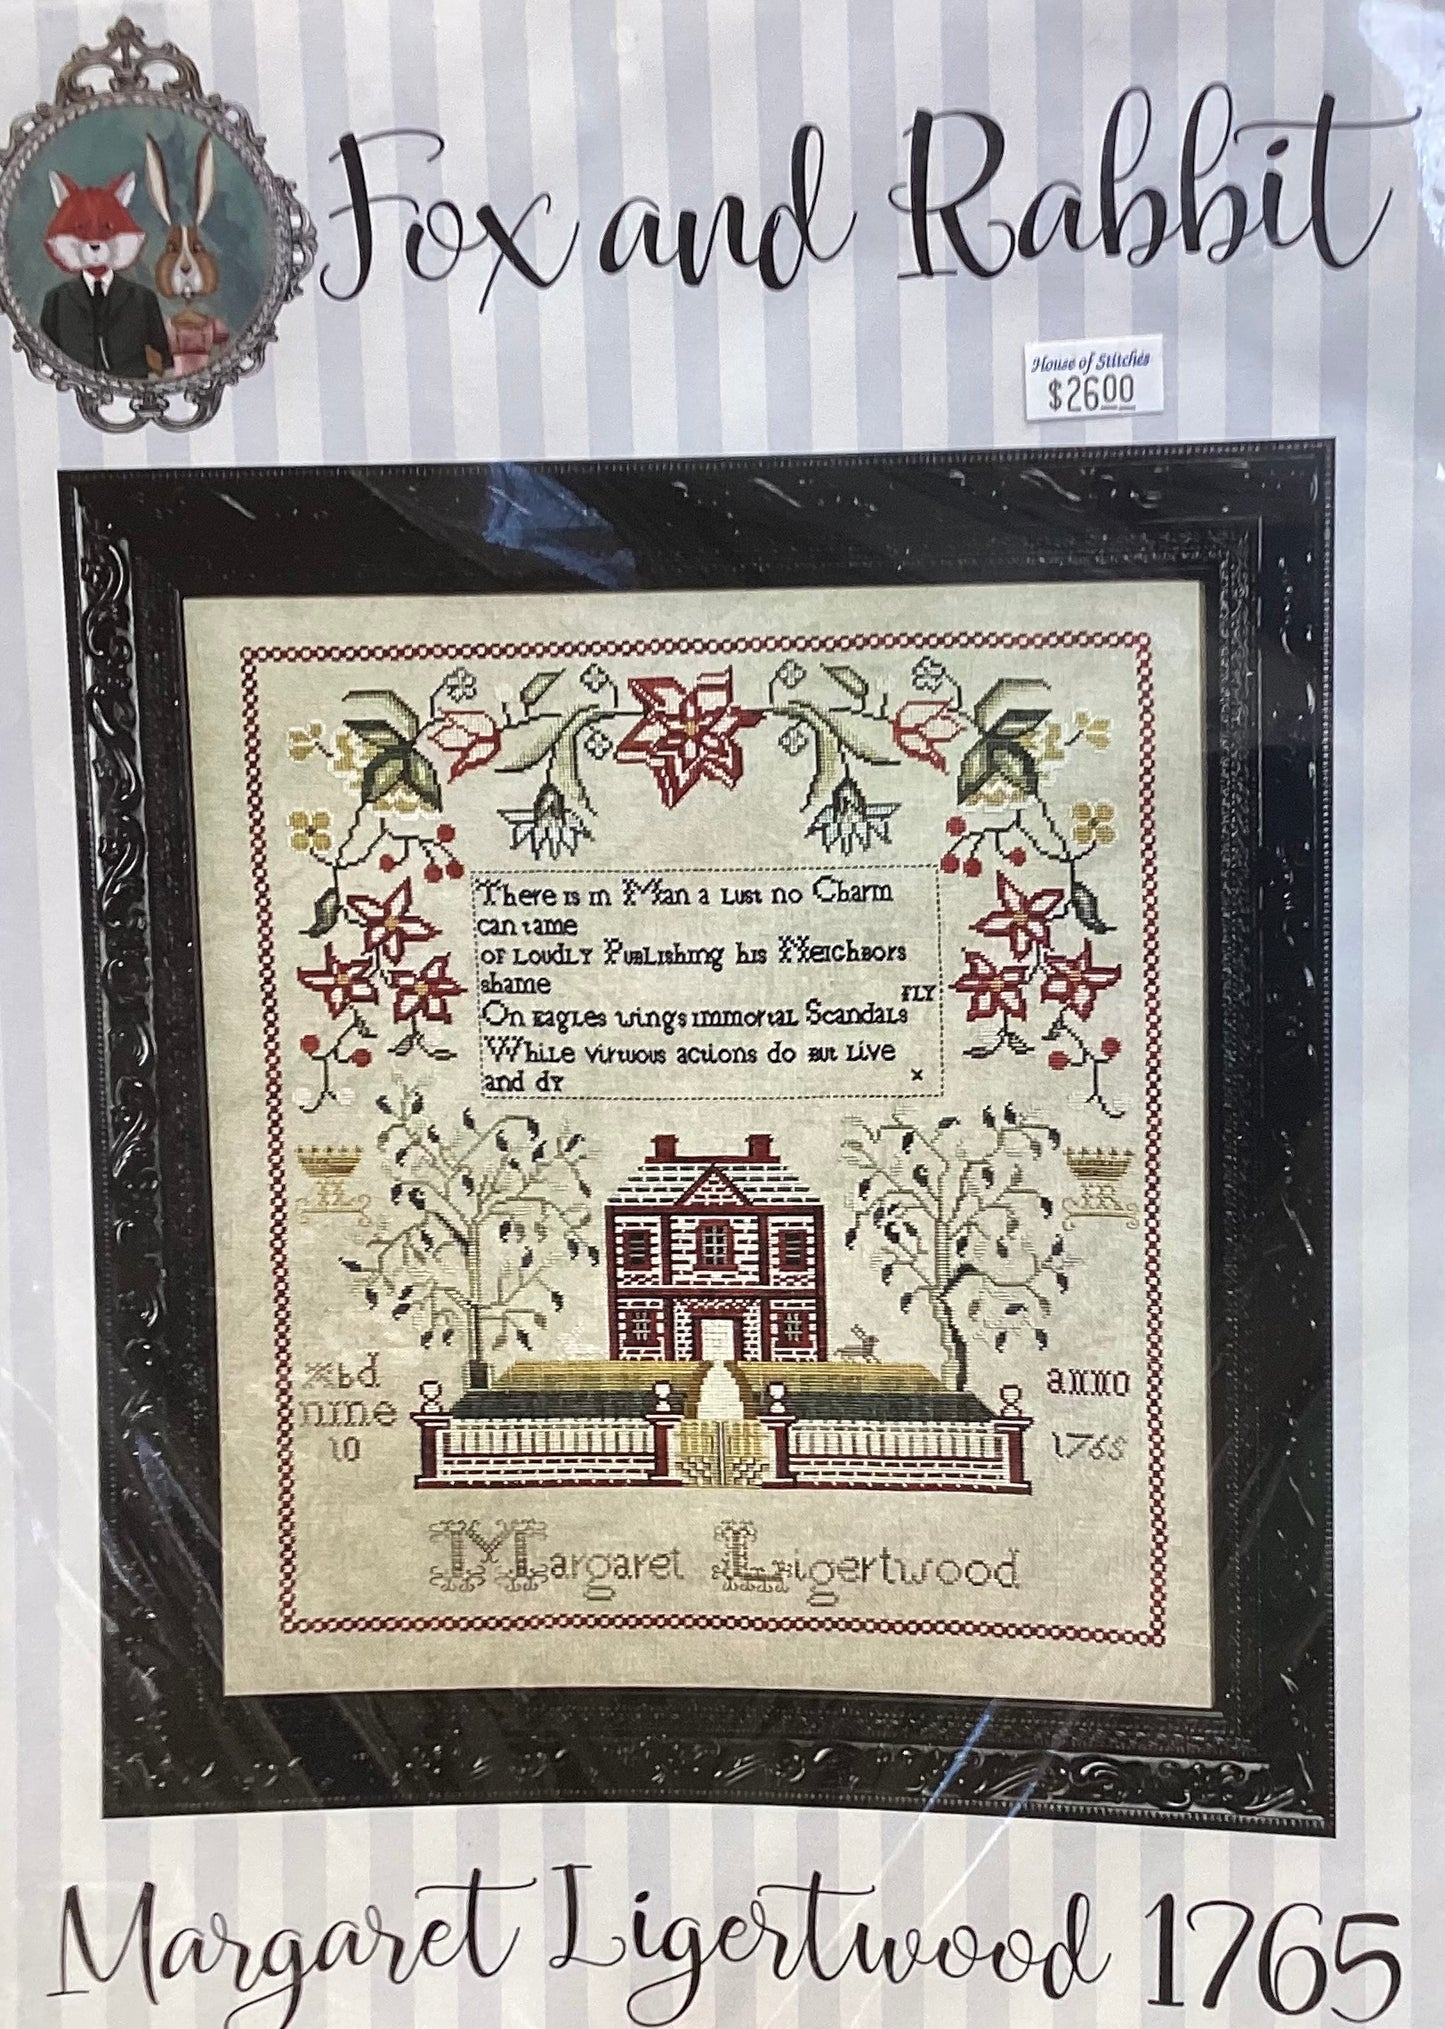 Fox and Rabbit
House of Stitches
$26.00
There is in Man a Lust no Charm
can tame
OF LOUDLY PubLIshing his Neighbors
shame
FLY
On eagles wings immortal Scandals
While virtuous actions do but Live
and dy x
R
anno
nine
10
1765
Margaret Ligertwood
Margaret Ligertwood 1765